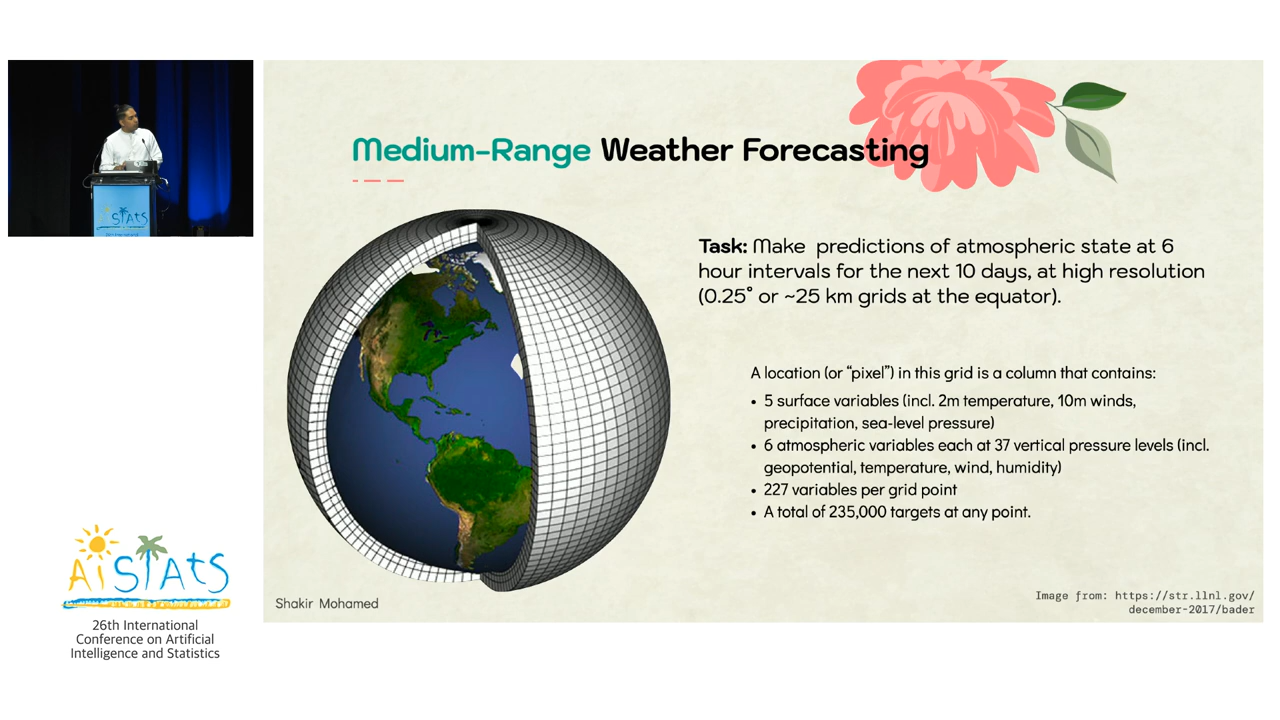 Medium-Range Weather Forecasting
Task: Make predictions of atmospheric state at 6
hour intervals for the next 10 days, at high resolution
(0.25° or ~25 km grids at the equator).
A location (or “pixel”) in this grid is a column that contains:
• 5 surface variables (incl. 2m temperature, 10m winds,
precipitation, sea-level pressure)
• 6 atmospheric variables each at 37 vertical pressure levels (incl.
geopotential, temperature, wind, humidity)
• 227 variables per grid point
• A total of 235,000 targets at any point.
Shakir Mohamed
Image from: https://str.llnl.gov/
december-2017/bader
AiSTATS
AiSTATS
26th International
Conference on Artificial
Intelligence and Statistics